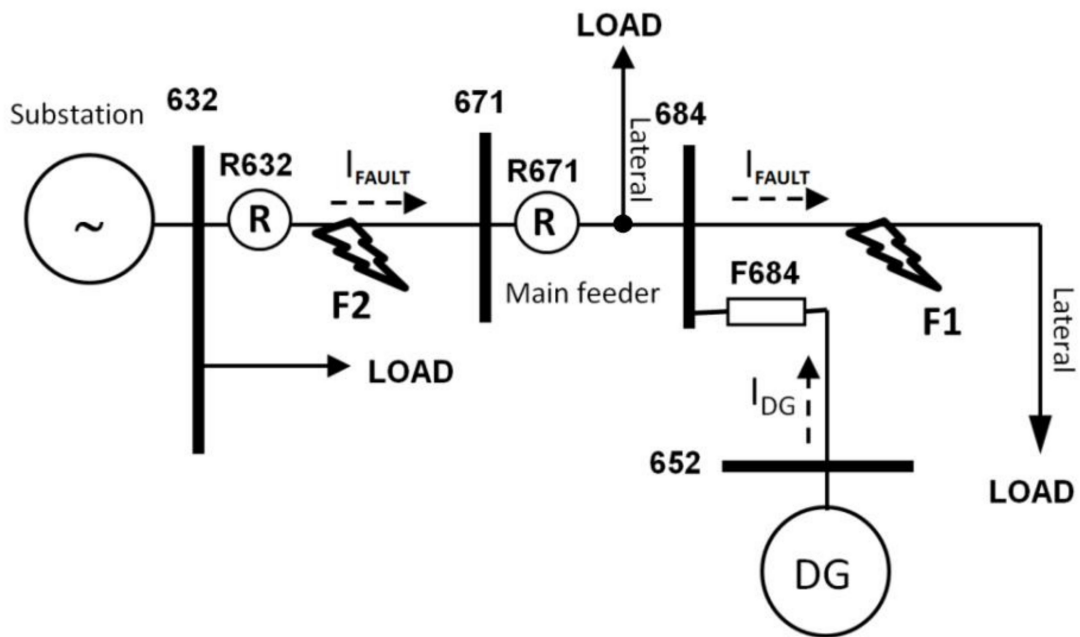 LOAD
632
671
684
Substation
Lateral
R632
I_FAULT
R671
I_FAULT
~
R
R
F2
Main feeder
F684
F1
Lateral
LOAD
I_DG
652
LOAD
DG